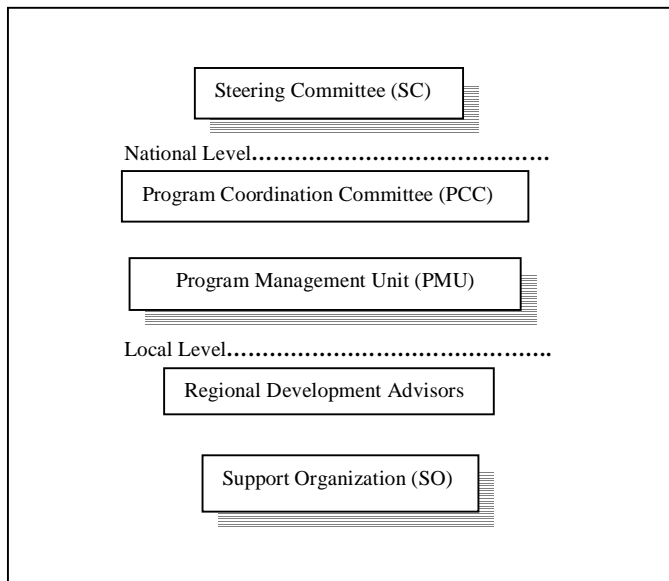 Steering Committee (SC)
National Level……………………………………
Program Coordination Committee (PCC)
Program Management Unit (PMU)
Local Level……………………………………..
Regional Development Advisors
Support Organization (SO)